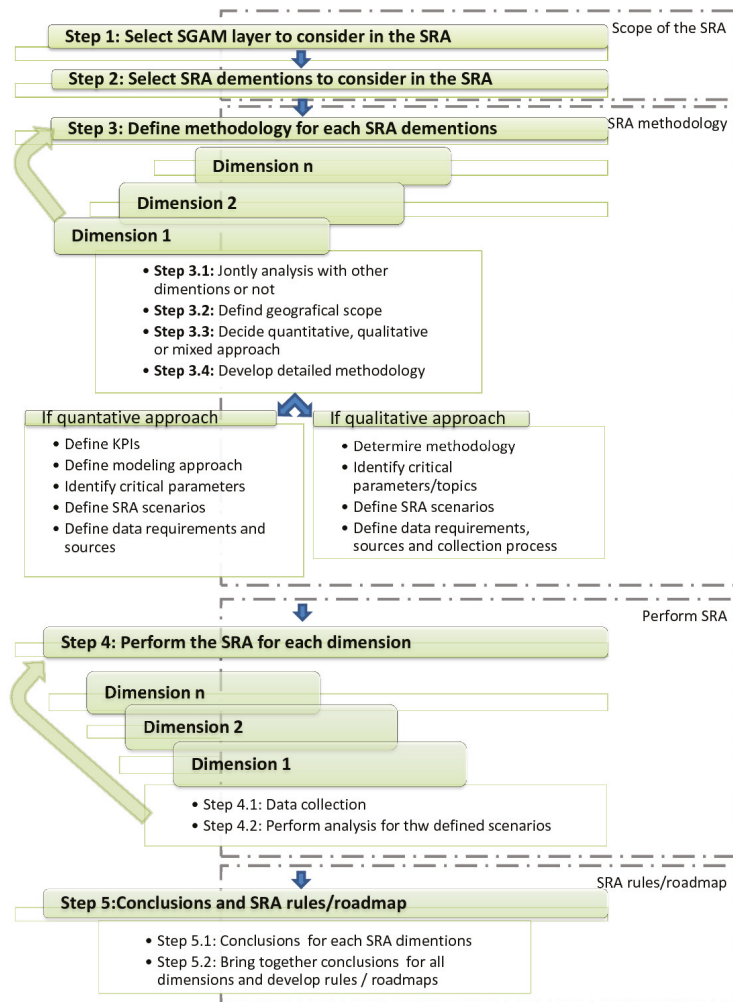 Scope of the SRA
Step 1: Select SGAM layer to consider in the SRA
Step 2: Select SRA dementions to consider in the SRA
SRA methodology
Step 3: Define methodology for each SRA dementions
Dimension n
Dimension 2
Dimension 1
• Step 3.1: Jontly analysis with other
dimentions or not
• Step 3.2: Defind geografical scope
• Step 3.3: Decide quantitative, qualitative
or mixed approach
• Step 3.4: Develop detailed methodology
If quantative approach
• Define KPIs
• Define modeling approach
• Identify critical parameters
• Define SRA scenarios
• Define data requirements and
sources
If qualitative approach
• Determire methodology
• Identify critical
parameters/topics
• Define SRA scenarios
• Define data requirements,
sources and collection process
Perform SRA
Step 4: Perform the SRA for each dimension
Dimension n
Dimension 2
Dimension 1
• Step 4.1: Data collection
• Step 4.2: Perform analysis for thw defined scenarios
SRA rules/roadmap
Step 5:Conclusions and SRA rules/roadmap
• Step 5.1: Conclusions for each SRA dimentions
• Step 5.2: Bring together conclusions for all
dimensions and develop rules / roadmaps